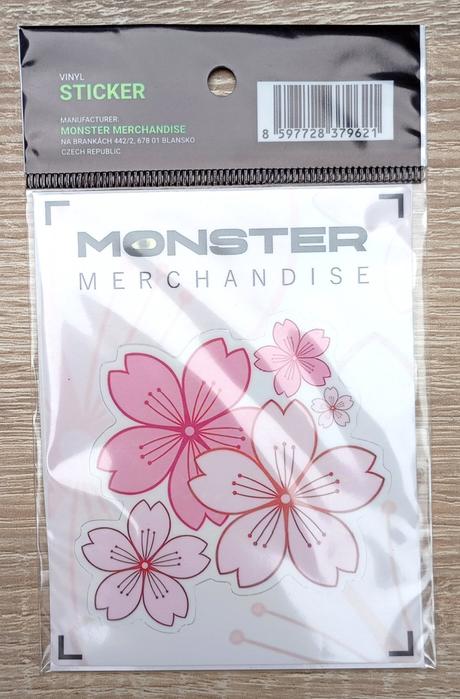 VINYL
STICKER
MANUFACTURER:
MONSTER MERCHANDISE
NA BRANKÁCH 442/2, 678 01 BLANSKO
CZECH REPUBLIC
8 597728 379621
MONSTER
MERCHANDISE